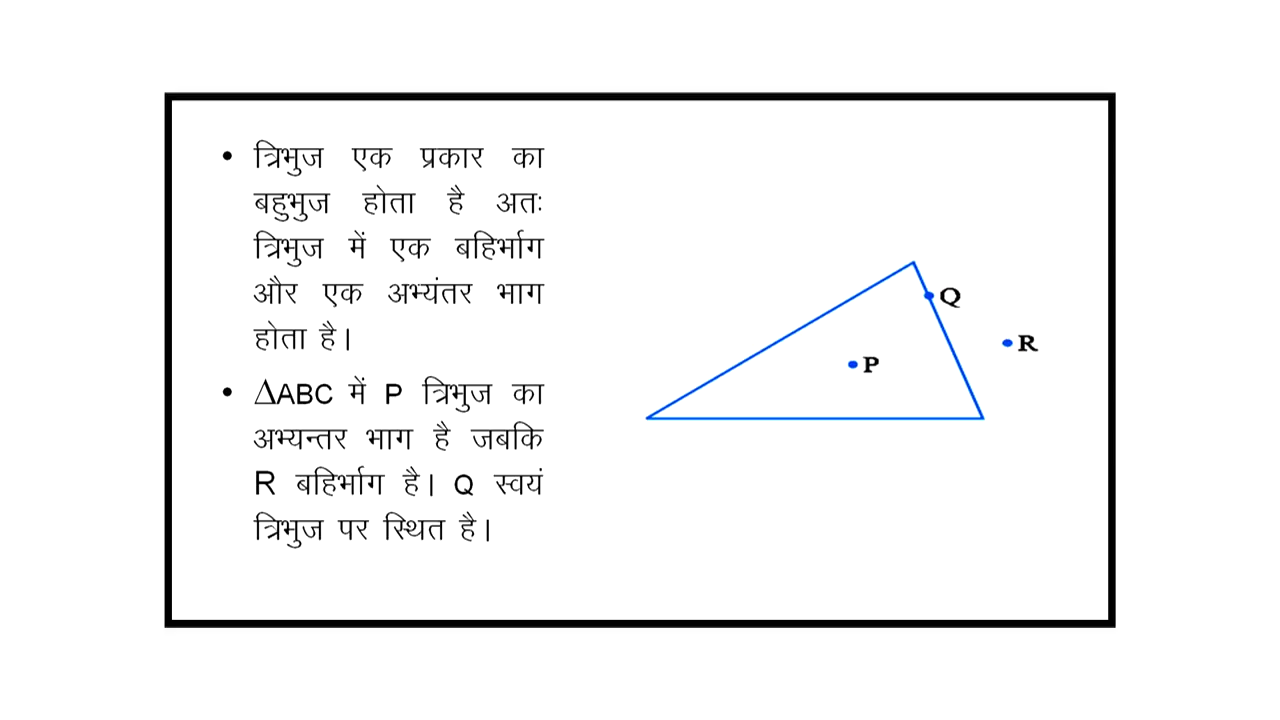 • त्रिभुज एक प्रकार का
बहुभुज होता है अतः
त्रिभुज में एक बहिर्भाग
और एक अभ्यंतर भाग
होता है।
• ΔABC में P त्रिभुज का
अभ्यन्तर भाग है जबकि
R बहिर्भाग है। Q स्वयं
त्रिभुज पर स्थित है।
Q
R
P